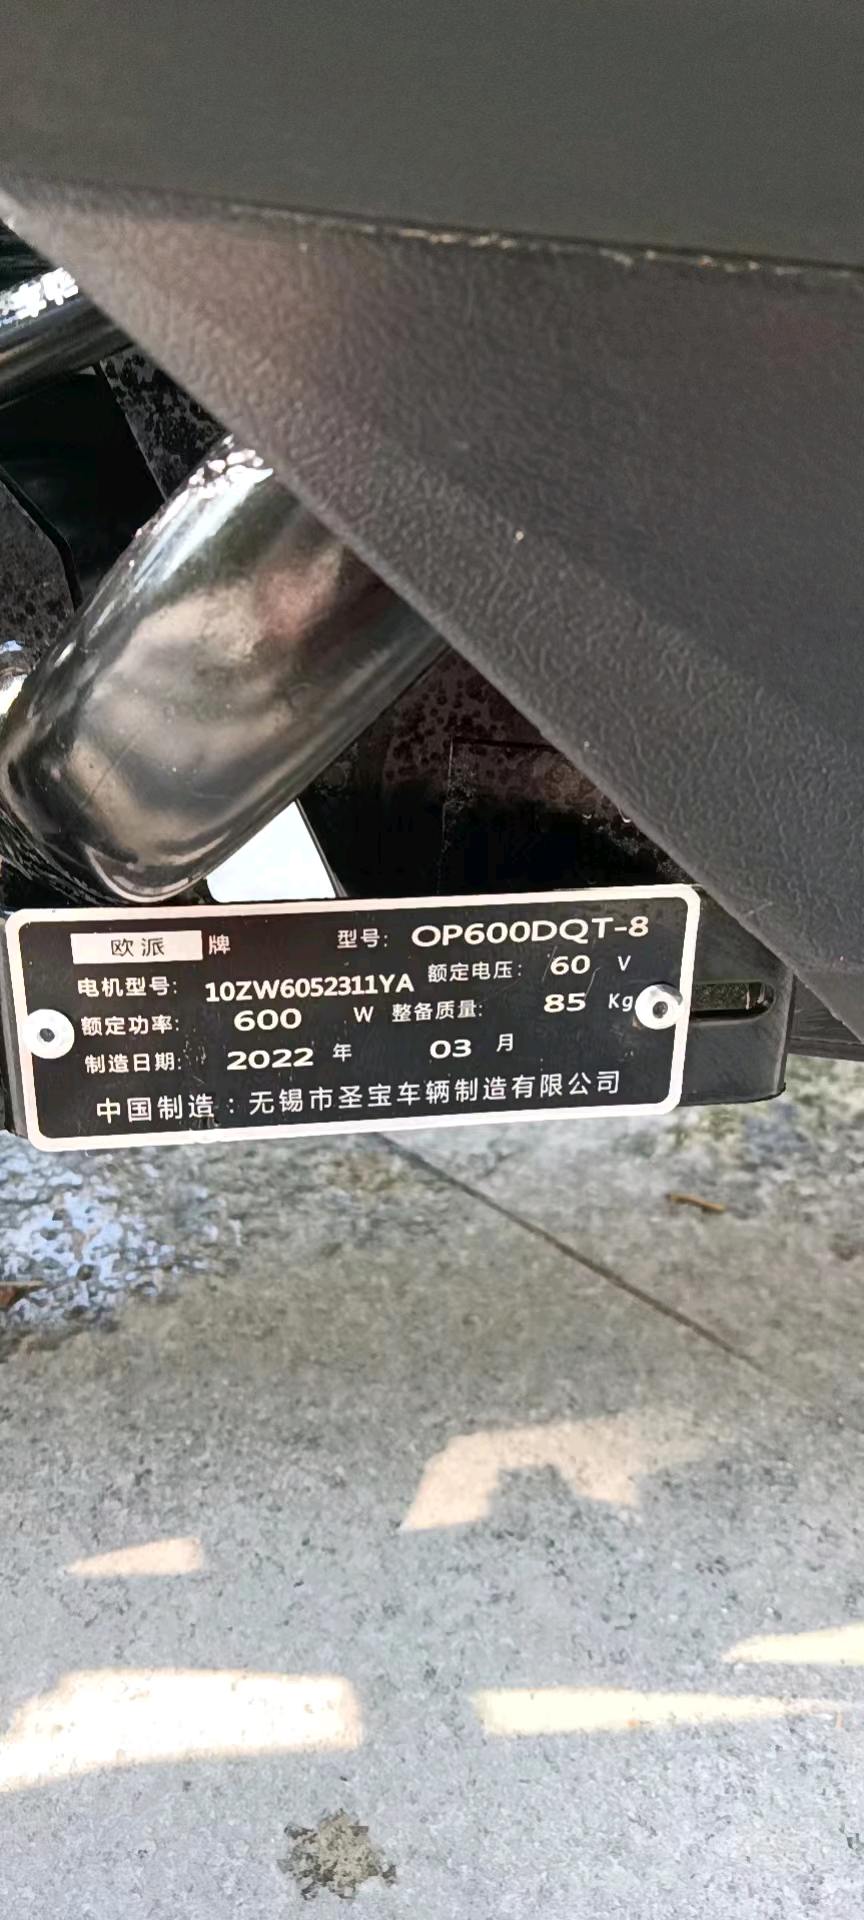 欧派 牌 型号: OP600DQT-8
电机型号: 10ZW6052311YA 额定电压: 60 V
额定功率: 600 W 整备质量: 85 Kg
制造日期: 2022 年 03 月
中国制造:无锡市圣宝车辆制造有限公司